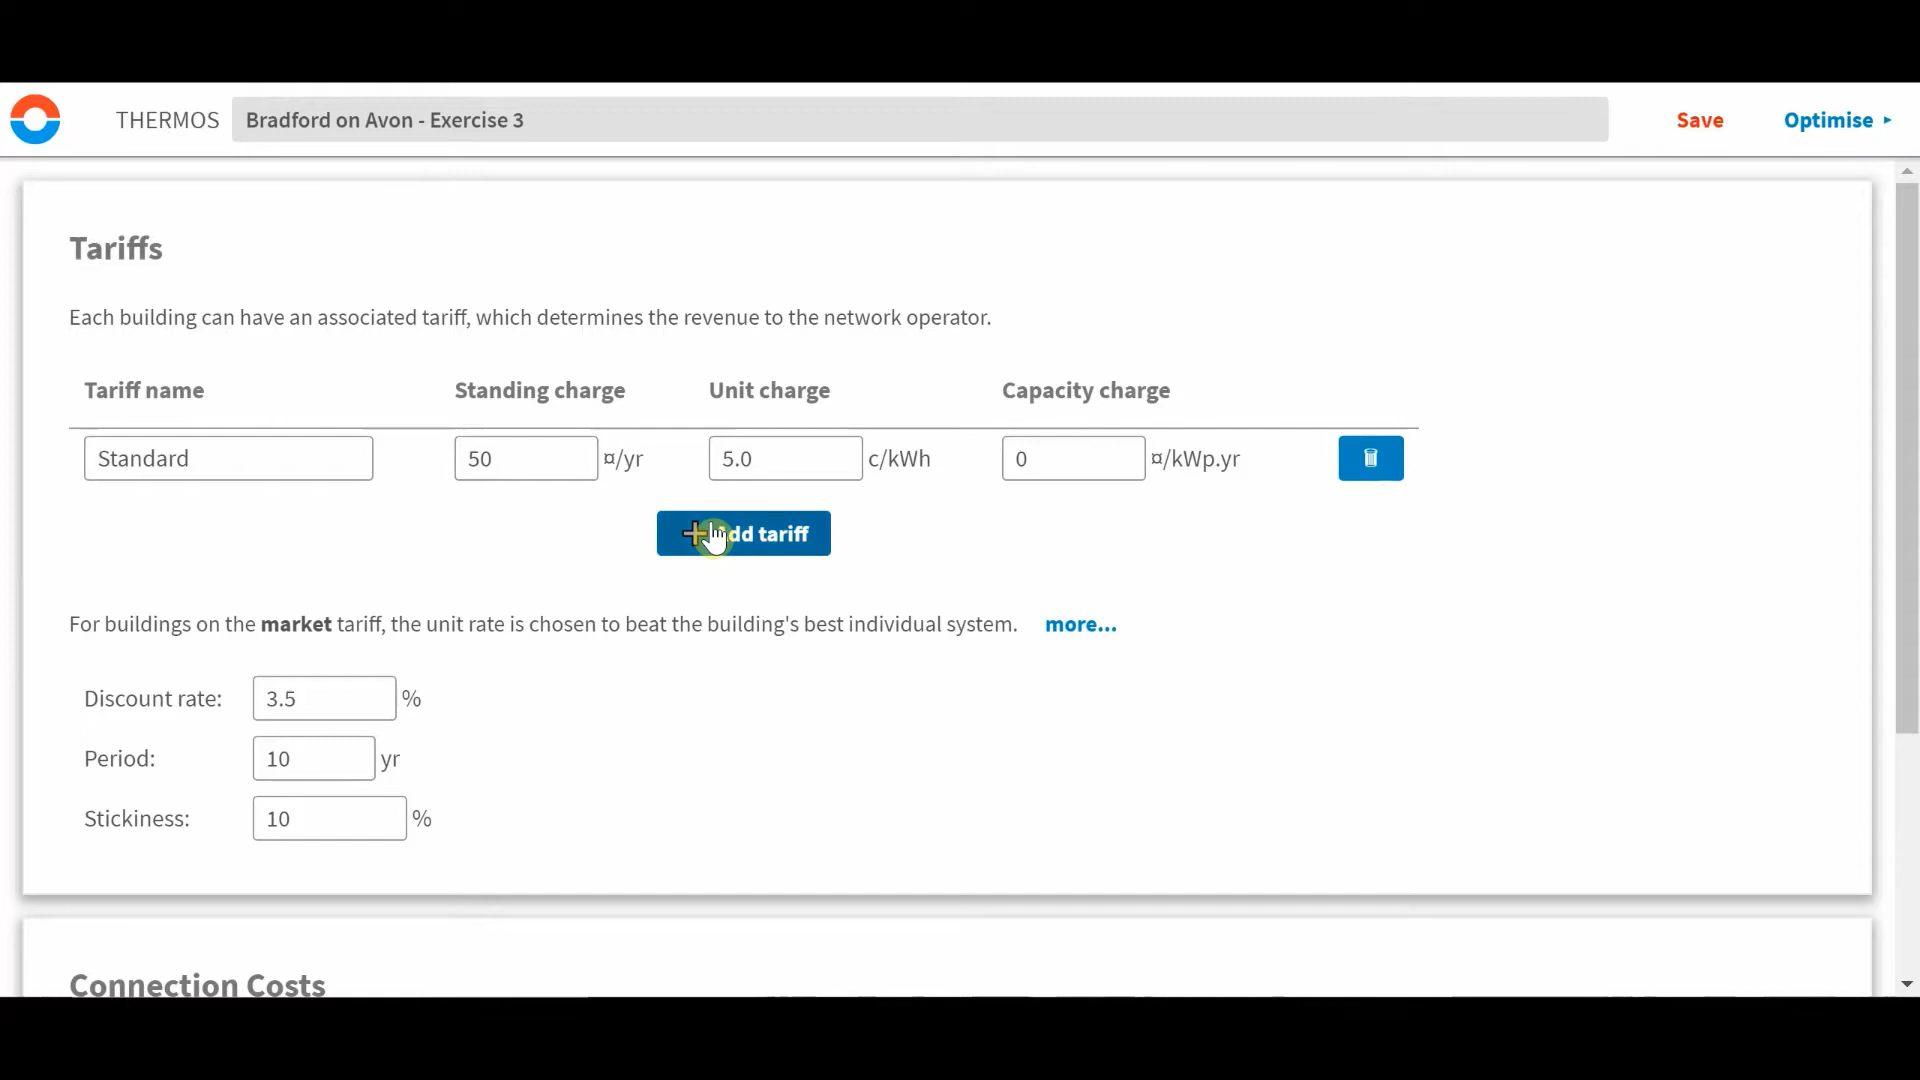 THERMOS Bradford on Avon - Exercise 3 Save Optimise ▸
Tariffs
Each building can have an associated tariff, which determines the revenue to the network operator.
Tariff name Standing charge Unit charge Capacity charge
Standard 50 ¤/yr 5.0 c/kWh 0 ¤/kWp.yr
Add tariff
For buildings on the market tariff, the unit rate is chosen to beat the building's best individual system. more...
Discount rate: 3.5 %
Period: 10 yr
Stickiness: 10 %
Connection Costs